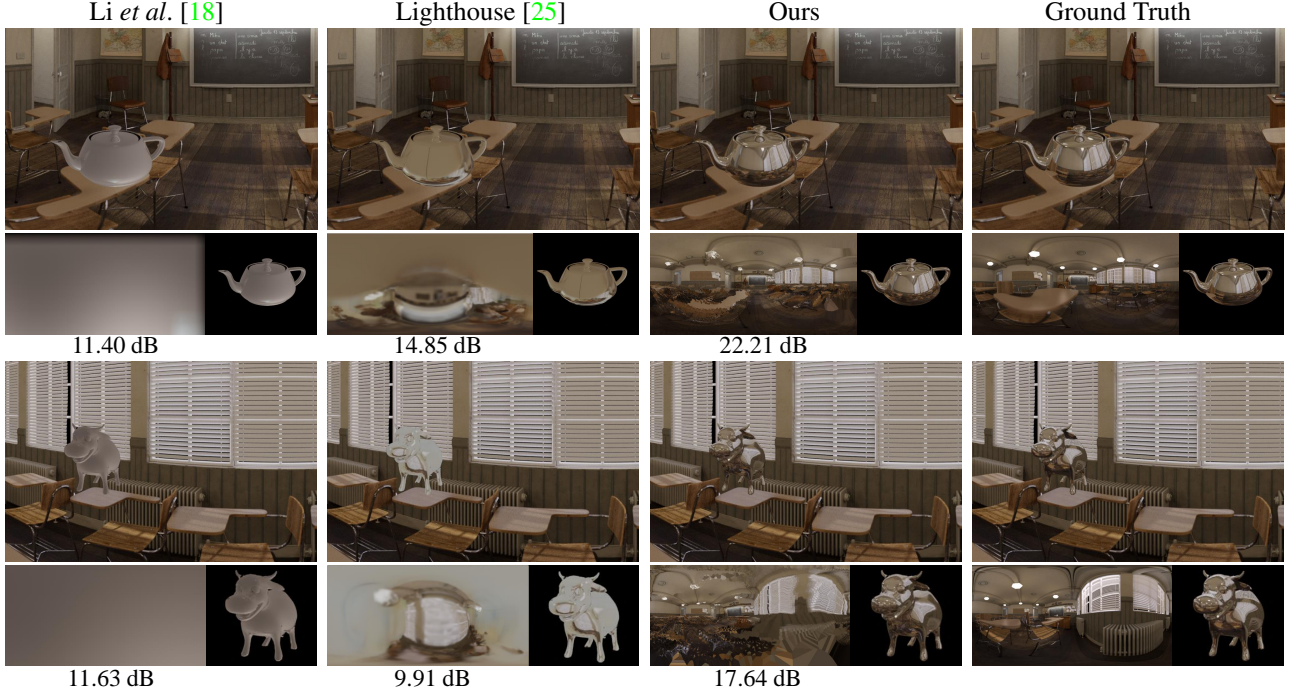 Li et al. [18] Lighthouse [25] Ours Ground Truth
11.40 dB 14.85 dB 22.21 dB
11.63 dB 9.91 dB 17.64 dB